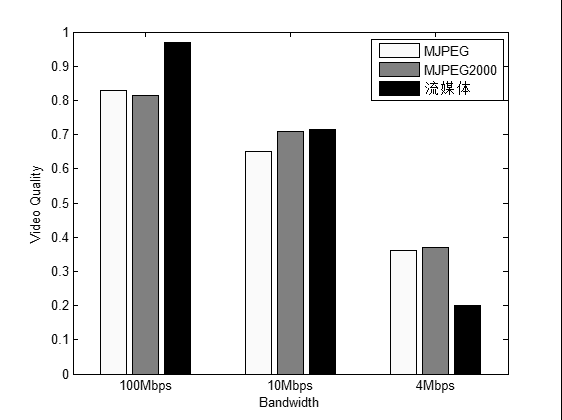 MJPEG
MJPEG2000
流媒体
Video Quality
1
0.9
0.8
0.7
0.6
0.5
0.4
0.3
0.2
0.1
0
100Mbps
10Mbps
4Mbps
Bandwidth